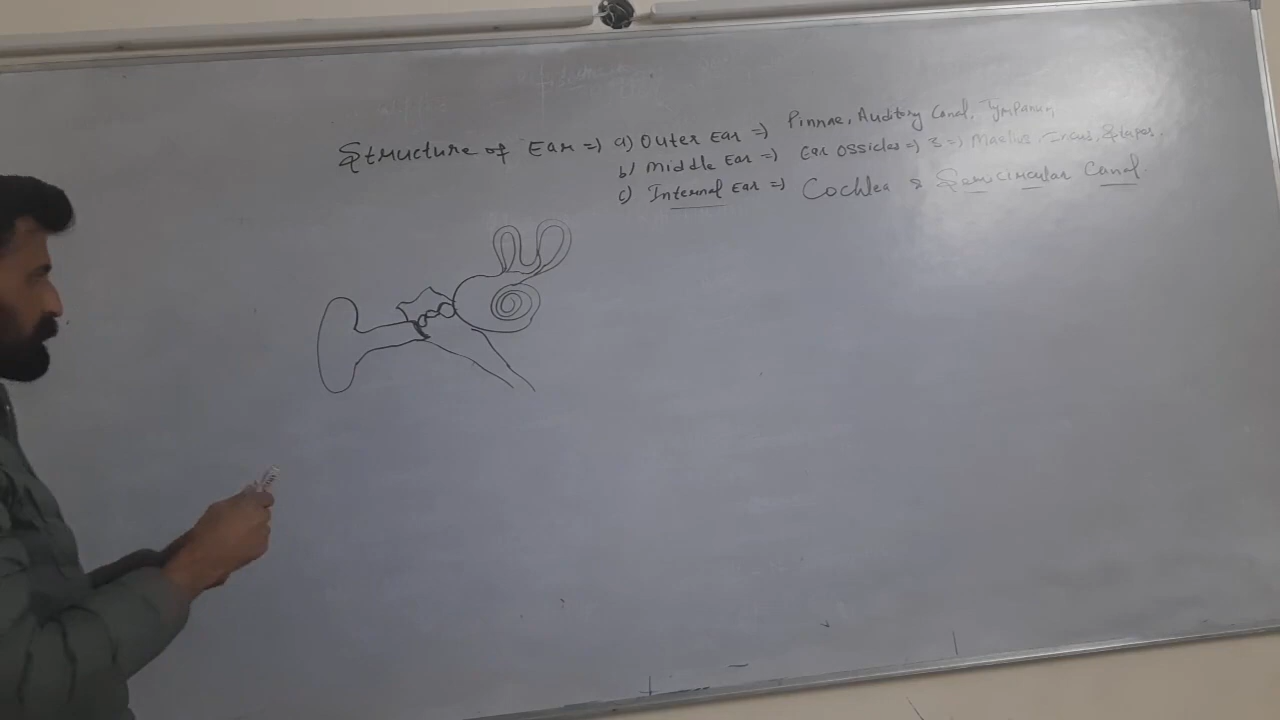 Structure of Ear => a) Outer Ear => Pinnae, Auditory Canal, Tympanum
b) Middle Ear => Ear Ossicles => 3 => Maelius, Incus, Stapes.
c) Internal Ear => Cochlea & Semicircular Canal.